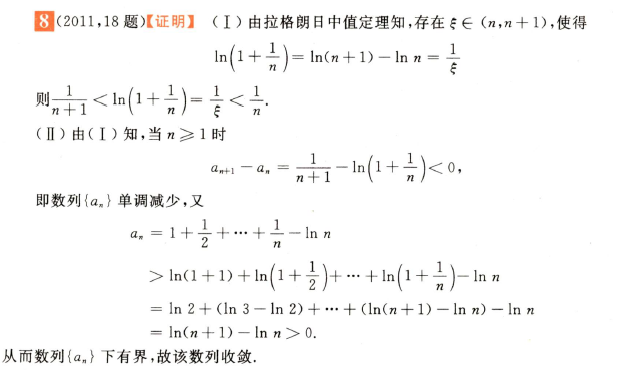 8 (2011,18 题)【证明】 (Ⅰ)由拉格朗日中值定理知,存在 ξ∈(n,n+1),使得
ln(1+1/n)=ln(n+1)-ln n=1/ξ
则 1/(n+1)<ln(1+1/n)=1/ξ<1/n.
(Ⅱ)由(Ⅰ)知,当 n≥1 时
aₙ₊₁-aₙ=1/(n+1)-ln(1+1/n)<0,
即数列{aₙ}单调减少,又
aₙ=1+1/2+⋯+1/n-ln n
>ln(1+1)+ln(1+1/2)+⋯+ln(1+1/n)-ln n
=ln 2+(ln 3-ln 2)+⋯+(ln(n+1)-ln n)-ln n
=ln(n+1)-ln n>0.
从而数列{aₙ}下有界,故该数列收敛.